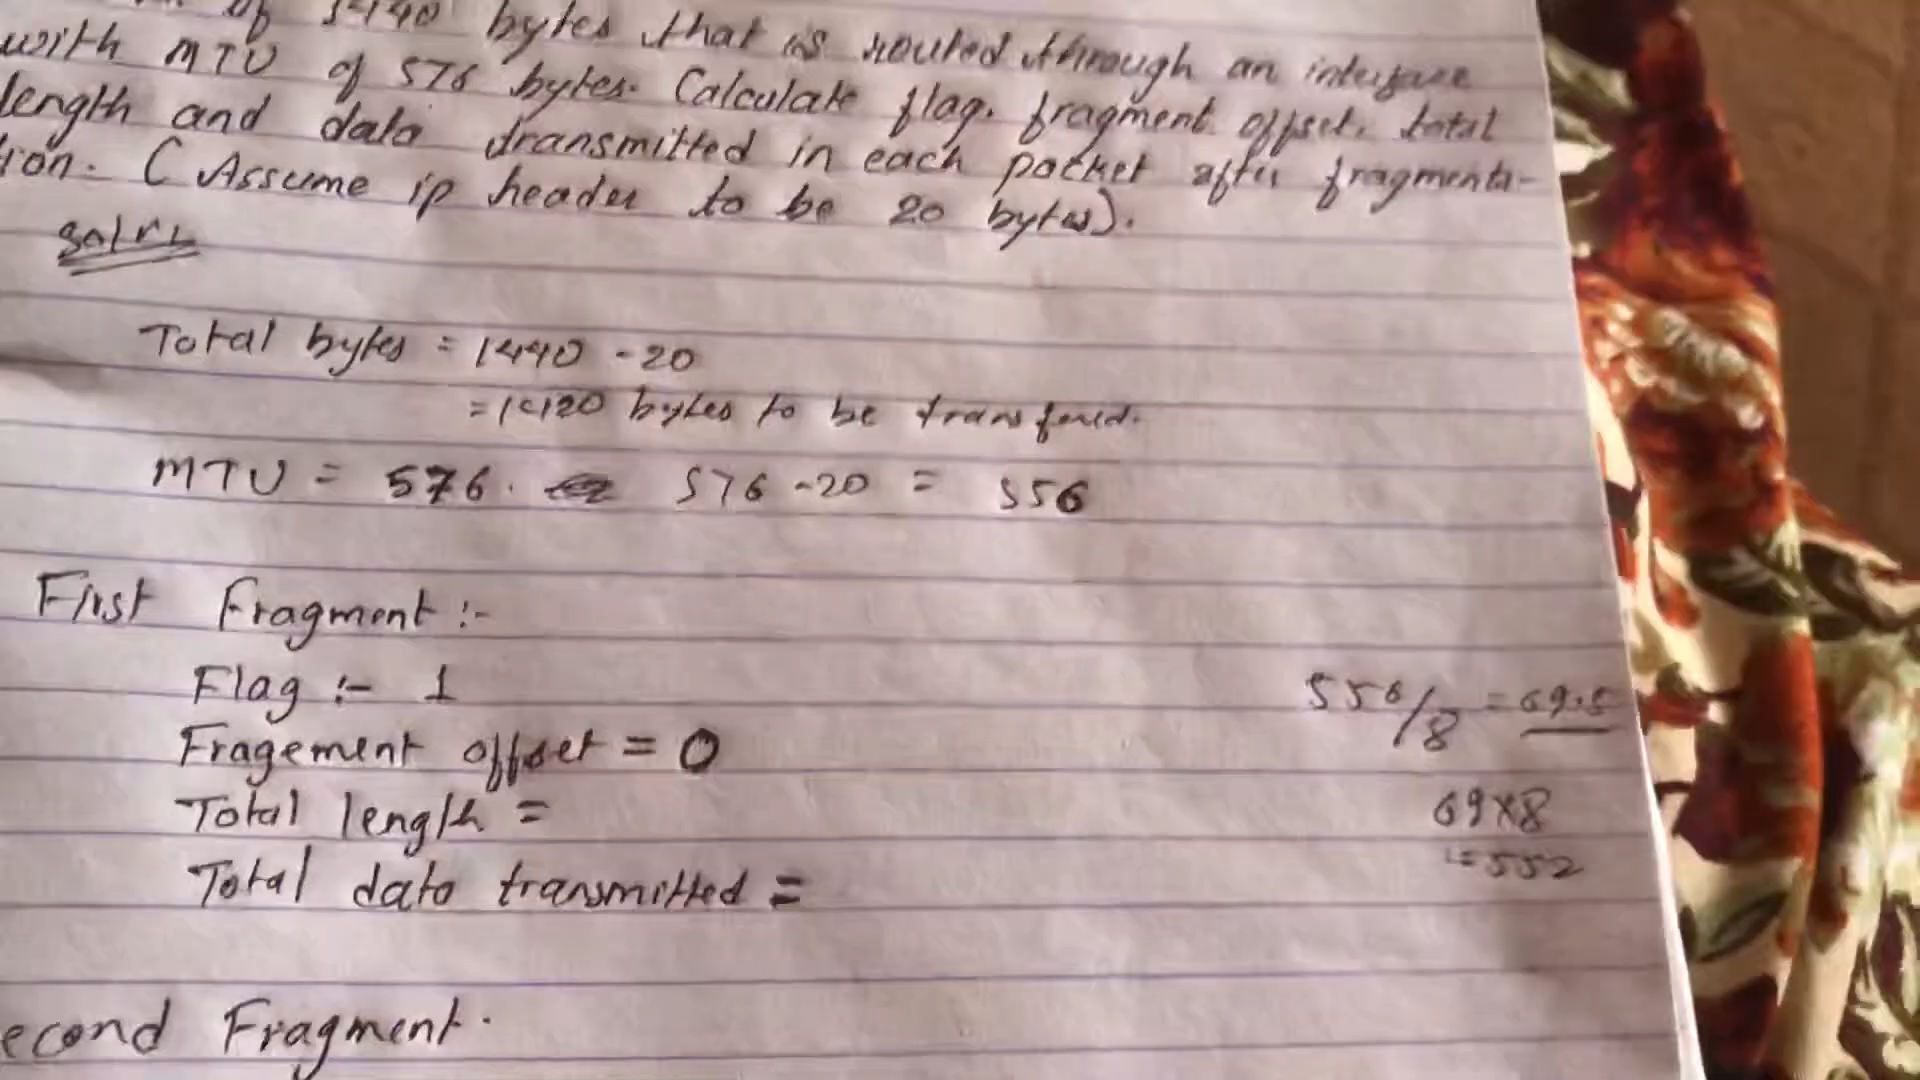 of 1440 bytes that is routed through an interface
with MTU of 576 bytes. Calculate flag, fragment offset, total
length and data transmitted in each packet after fragmenta-
ion. ( Assume ip header to be 20 bytes).
Soln
Total bytes = 1440 - 20
= 1420 bytes to be transfered.
MTU = 576. 576 - 20 = 556
First Fragment :-
Flag :- 1
Fragement offset = 0
Total length =
Total data transmitted =
556/8 = 69.5
69x8
=552
econd Fragment.